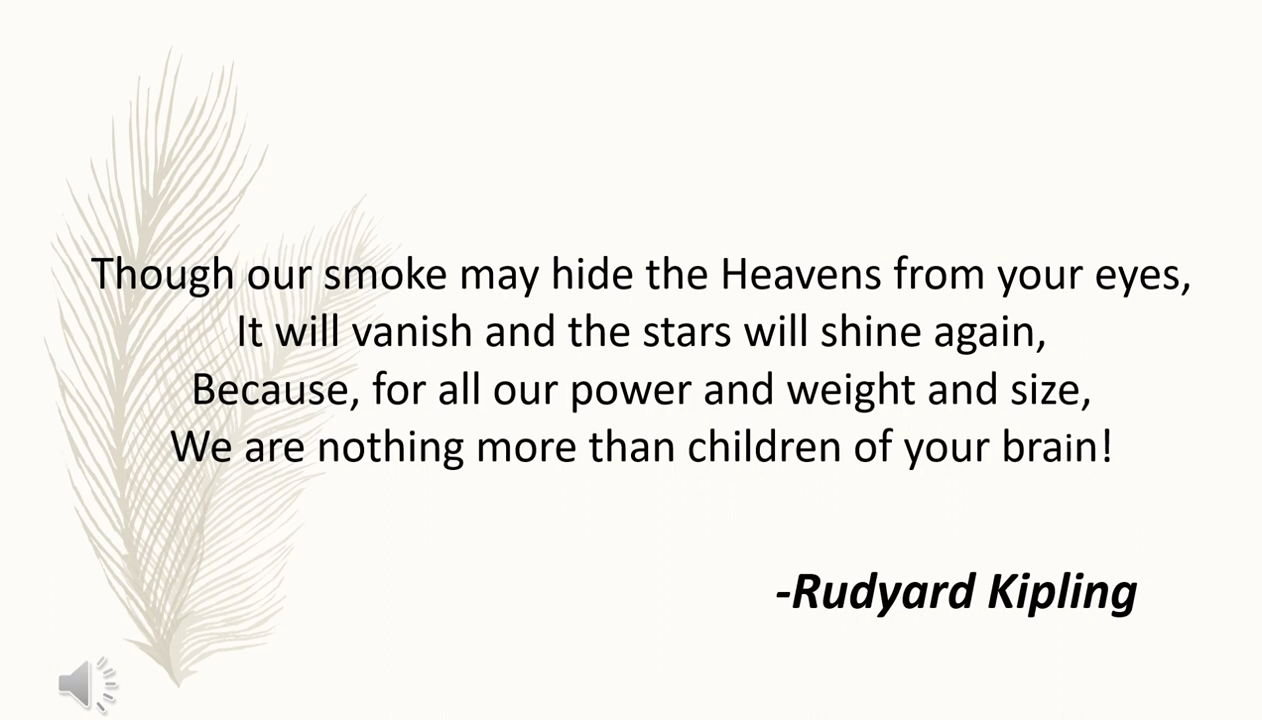 Though our smoke may hide the Heavens from your eyes,
It will vanish and the stars will shine again,
Because, for all our power and weight and size,
We are nothing more than children of your brain!
-Rudyard Kipling